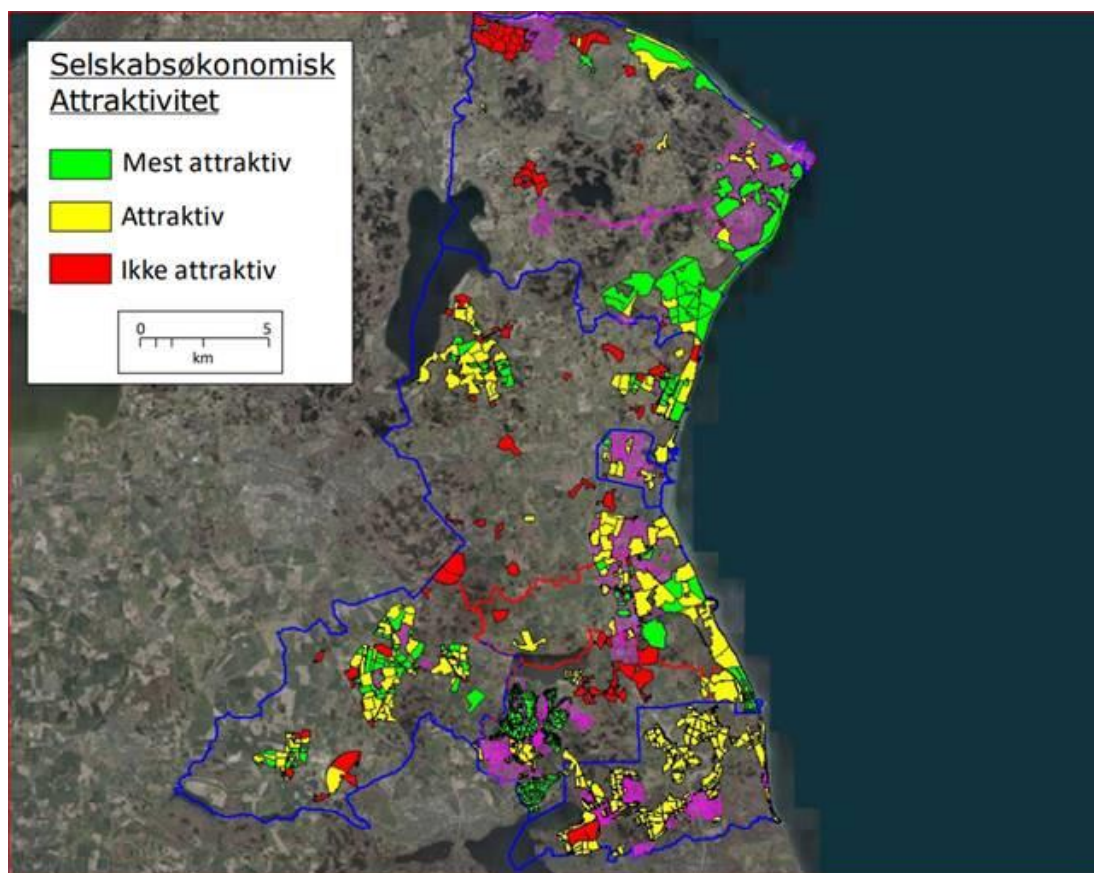 Selskabsøkonomisk
Attraktivitet
Mest attraktiv
Attraktiv
Ikke attraktiv
0 5
km